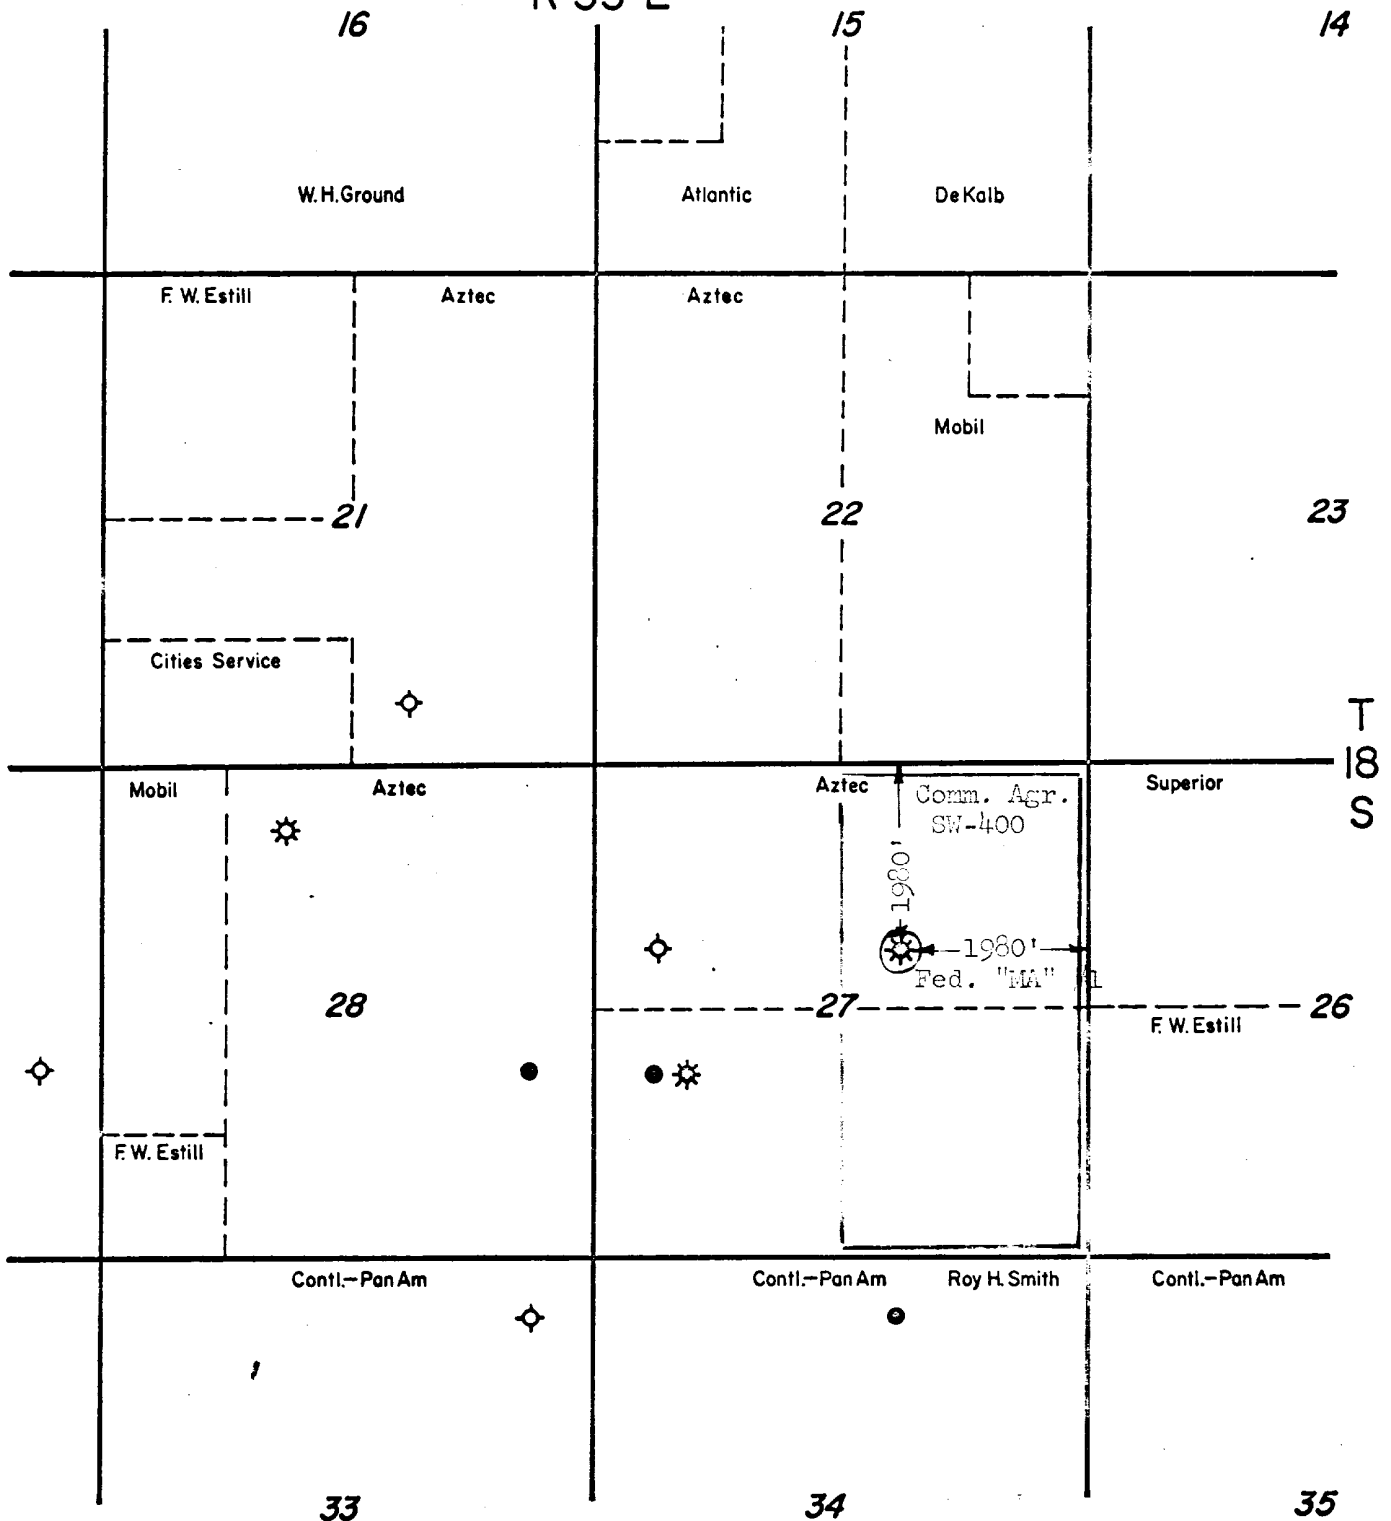 16 15 14
W.H.Ground Atlantic DeKalb
F. W. Estill Aztec Aztec
Mobil
21 22 23
Cities Service
T
18
S
Mobil Aztec Aztec Superior
Comm. Agr.
SW-400
1980'
1980'
Fed. "MA" 1
28 27 26
F. W. Estill
F. W. Estill
Contl.-Pan Am Contl.-Pan Am Roy H. Smith Contl.-Pan Am
33 34 35